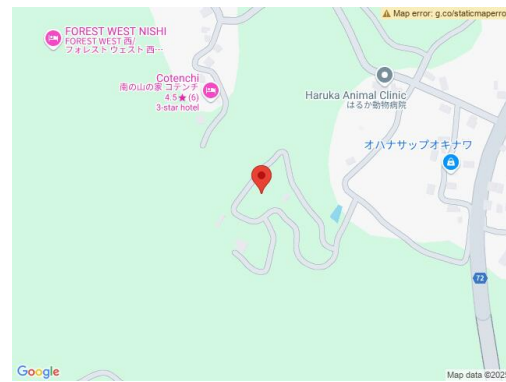 Map error: g.co/staticmaperro
FOREST WEST NISHI
FOREST WEST 西/
フォレスト ウェスト 西…
Cotenchi
南の山の家 コテンチ
4.5★(6)
3-star hotel
Haruka Animal Clinic
はるか動物病院
オハナサップオキナワ
72
Google
Map data ©2025